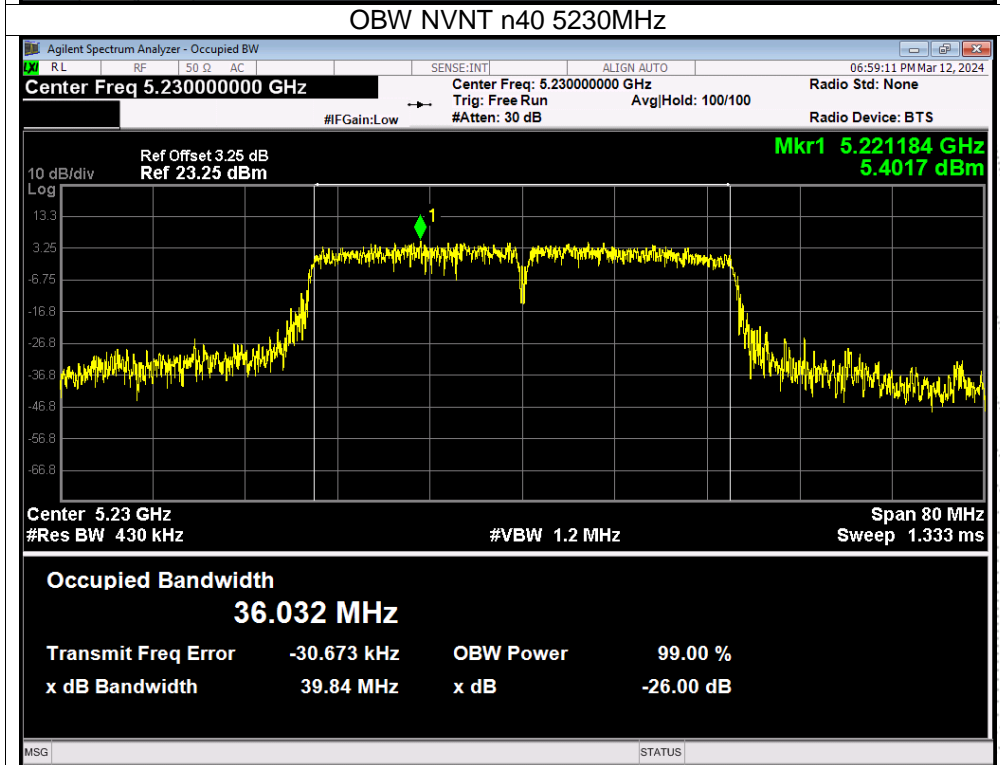 OBW NVNT n40 5230MHz
Agilent Spectrum Analyzer - Occupied BW
LXI RL RF 50 Ω AC SENSE:INT ALIGN AUTO 06:59:11 PM Mar 12, 2024
Center Freq 5.230000000 GHz Center Freq: 5.230000000 GHz Radio Std: None
Trig: Free Run Avg|Hold: 100/100
#IFGain:Low #Atten: 30 dB Radio Device: BTS
Mkr1 5.221184 GHz
5.4017 dBm
Ref Offset 3.25 dB
10 dB/div Ref 23.25 dBm
Log
13.3
1
3.25
-6.75
-16.8
-26.8
-36.8
-46.8
-56.8
-66.8
Center 5.23 GHz Span 80 MHz
#Res BW 430 kHz #VBW 1.2 MHz Sweep 1.333 ms
Occupied Bandwidth
36.032 MHz
Transmit Freq Error -30.673 kHz OBW Power 99.00 %
x dB Bandwidth 39.84 MHz x dB -26.00 dB
MSG STATUS